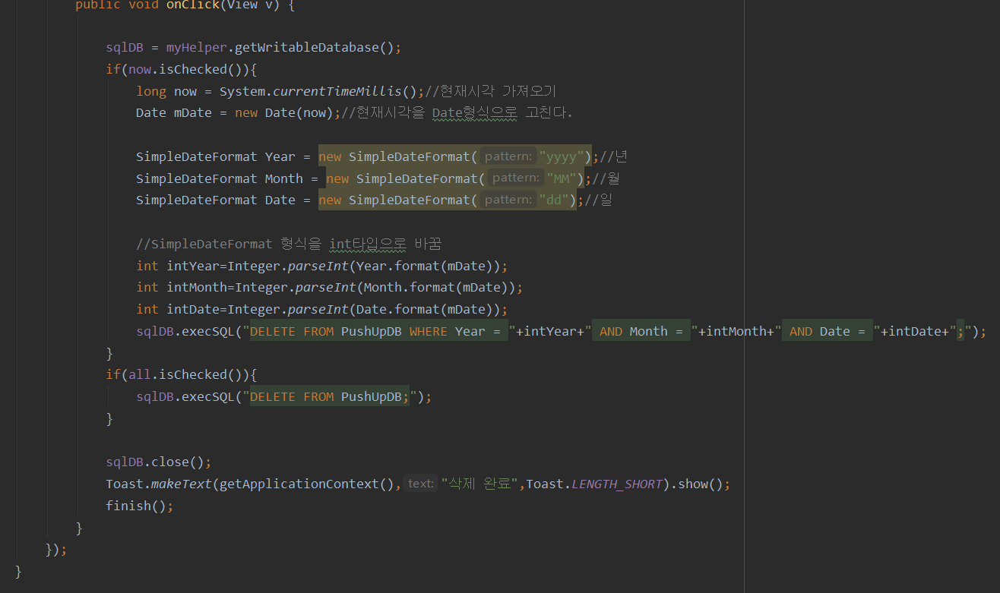 public void onClick(View v) {
sqlDB = myHelper.getWritableDatabase();
if(now.isChecked()){
long now = System.currentTimeMillis();//현재시각 가져오기
Date mDate = new Date(now);//현재시각을 Date형식으로 고친다.
SimpleDateFormat Year = new SimpleDateFormat( pattern: "yyyy");//년
SimpleDateFormat Month = new SimpleDateFormat( pattern: "MM");//월
SimpleDateFormat Date = new SimpleDateFormat( pattern: "dd");//일
//SimpleDateFormat 형식을 int타입으로 바꿈
int intYear=Integer.parseInt(Year.format(mDate));
int intMonth=Integer.parseInt(Month.format(mDate));
int intDate=Integer.parseInt(Date.format(mDate));
sqlDB.execSQL("DELETE FROM PushUpDB WHERE Year = "+intYear+" AND Month = "+intMonth+" AND Date = "+intDate+";");
}
if(all.isChecked()){
sqlDB.execSQL("DELETE FROM PushUpDB;");
}
sqlDB.close();
Toast.makeText(getApplicationContext(), text: "삭제 완료",Toast.LENGTH_SHORT).show();
finish();
}
});
}